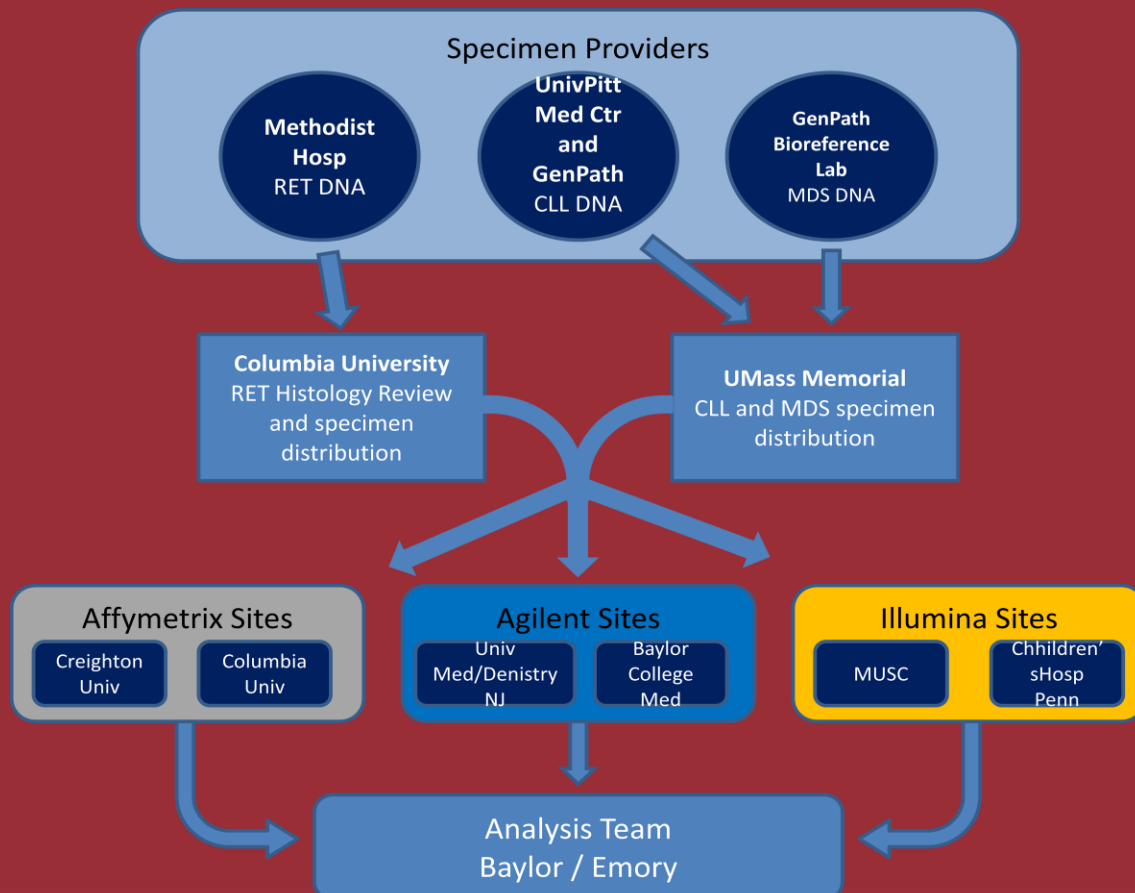 Specimen Providers
Methodist
Hosp
RET DNA
UnivPitt
Med Ctr
and
GenPath
CLL DNA
GenPath
Bioreference
Lab
MDS DNA
Columbia University
RET Histology Review
and specimen
distribution
UMass Memorial
CLL and MDS specimen
distribution
Affymetrix Sites
Creighton
Univ
Columbia
Univ
Agilent Sites
Univ
Med/Denistry
NJ
Baylor
College
Med
Illumina Sites
MUSC
Chhildren’
sHosp
Penn
Analysis Team
Baylor / Emory